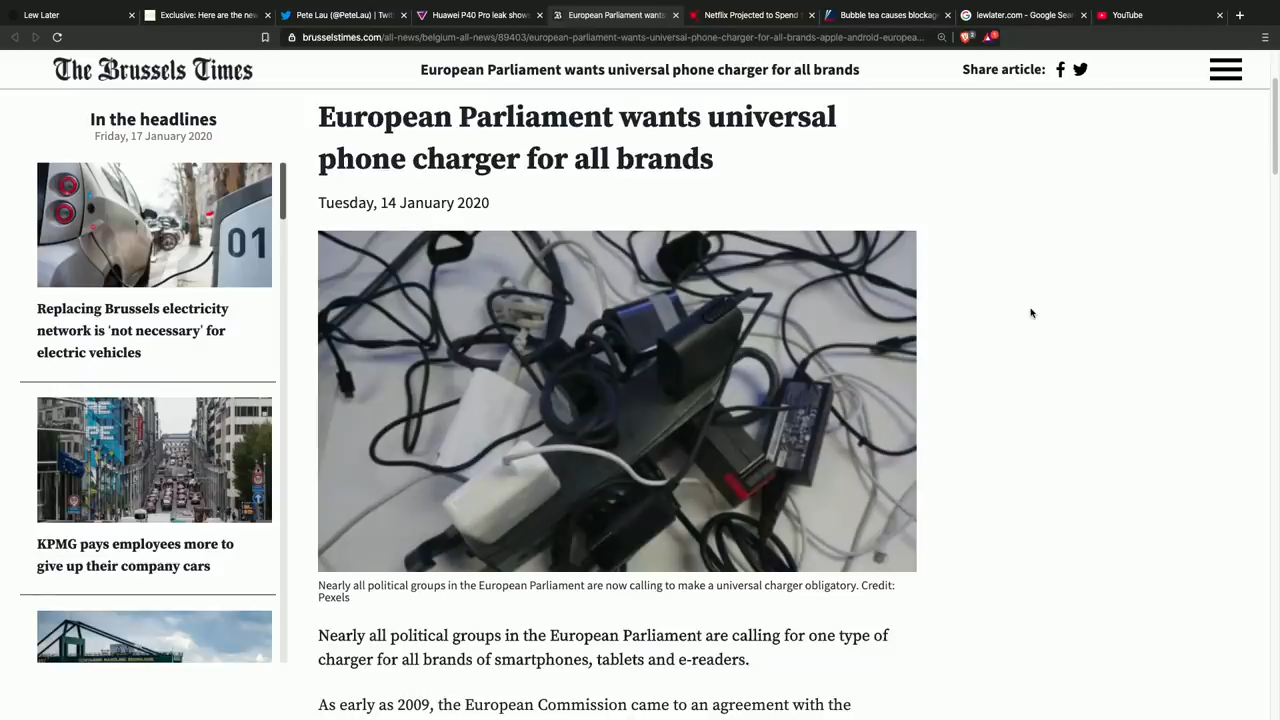 Lew Later
Exclusive: Here are the new
Pete Lau (@PeteLau) | Twi
Huawei P40 Pro leak shows
European Parliament wants
Netflix Projected to Spend
Bubble tea causes blockag
lewlater.com - Google Sea
YouTube
brusselstimes.com/all-news/belgium-all-news/89403/european-parliament-wants-universal-phone-charger-for-all-brands-apple-android-europea...
The Brussels Times
European Parliament wants universal phone charger for all brands
Share article:
In the headlines
Friday, 17 January 2020
01
Replacing Brussels electricity
network is 'not necessary' for
electric vehicles
KPMG pays employees more to
give up their company cars
European Parliament wants universal
phone charger for all brands
Tuesday, 14 January 2020
Nearly all political groups in the European Parliament are now calling to make a universal charger obligatory. Credit:
Pexels
Nearly all political groups in the European Parliament are calling for one type of
charger for all brands of smartphones, tablets and e-readers.
As early as 2009, the European Commission came to an agreement with the